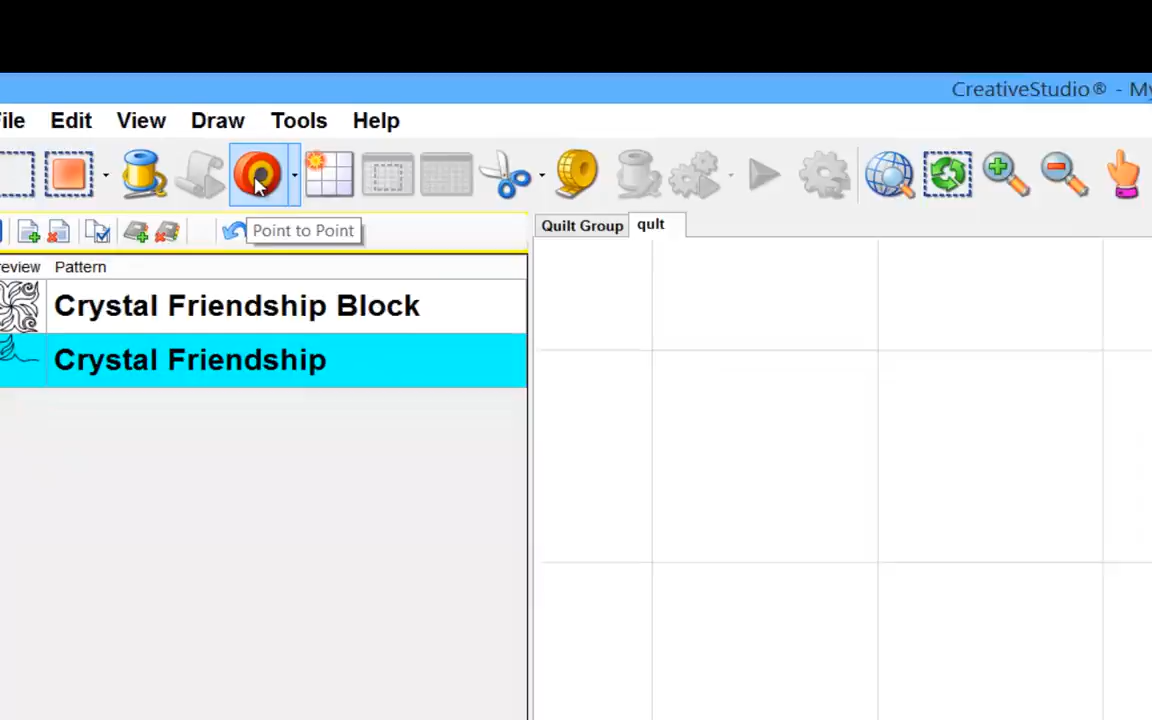 CreativeStudio® - My
File Edit View Draw Tools Help
Point to Point
Quilt Group qult
review Pattern
Crystal Friendship Block
Crystal Friendship